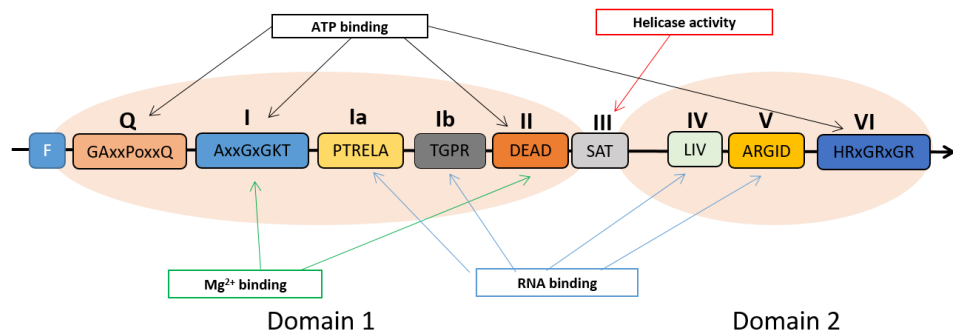 ATP binding
Helicase activity
Q I Ia Ib II III IV V VI
F GAxxPoxxQ AxxGxGKT PTRELA TGPR DEAD SAT LIV ARGID HRxGRxGR
Mg²⁺ binding RNA binding
Domain 1 Domain 2